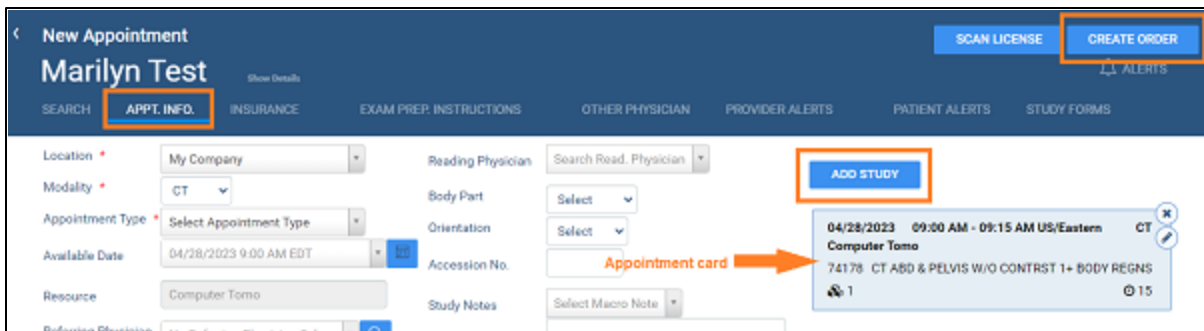 New Appointment
SCAN LICENSE
CREATE ORDER
Marilyn Test
Show Details
ALERTS
SEARCH
APPT. INFO.
INSURANCE
EXAM PREP. INSTRUCTIONS
OTHER PHYSICIAN
PROVIDER ALERTS
PATIENT ALERTS
STUDY FORMS
Location *
My Company
Reading Physician
Search Read. Physician
ADD STUDY
Modality *
CT
Body Part
Select
Appointment Type *
Select Appointment Type
Orientation
Select
04/28/2023 09:00 AM - 09:15 AM US/Eastern CT
Computer Tomo
Available Date
04/28/2023 9:00 AM EDT
Accession No.
Appointment card
74178 CT ABD & PELVIS W/O CONTRST 1+ BODY REGNS
1
15
Resource
Computer Tomo
Study Notes
Select Macro Note
Referring Physician